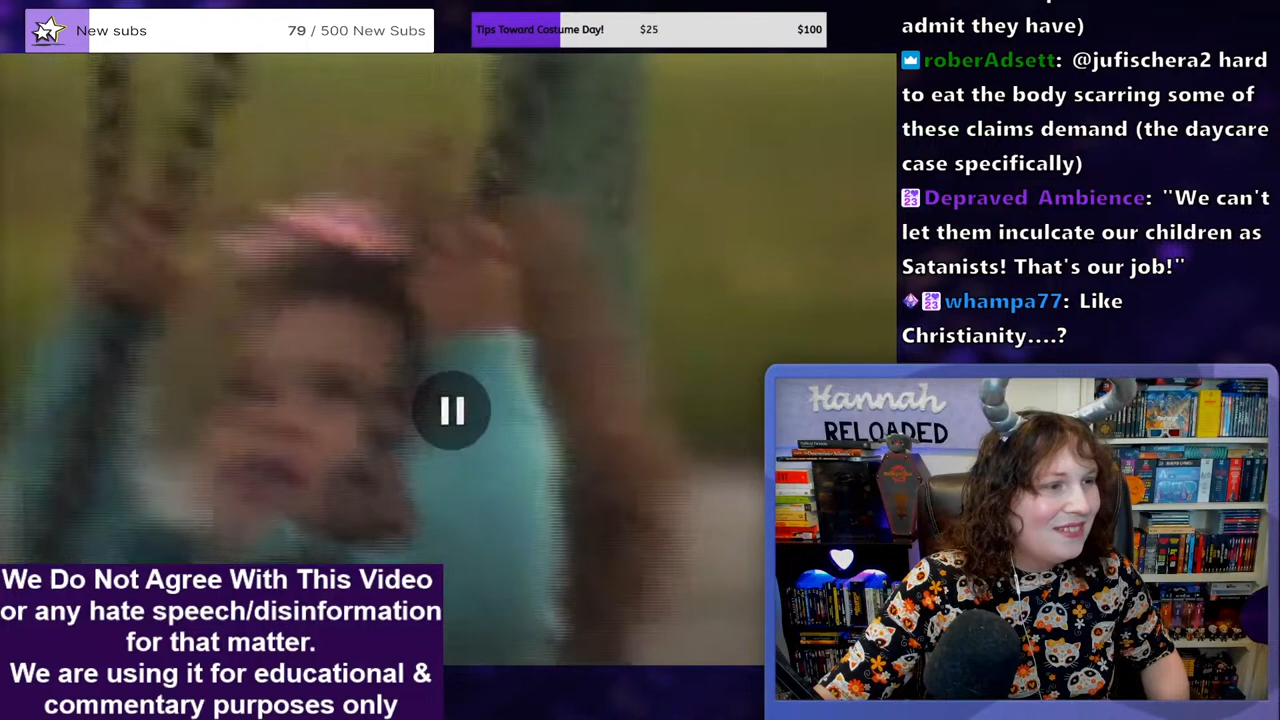 New subs 79 / 500 New Subs
Tips Toward Costume Day! $25 $100
admit they have)
roberAdsett: @jufischera2 hard
to eat the body scarring some of
these claims demand (the daycare
case specifically)
Depraved Ambience: "We can't
let them inculcate our children as
Satanists! That's our job!"
whampa77: Like
Christianity....?
Hannah
RELOADED
We Do Not Agree With This Video
or any hate speech/disinformation
for that matter.
We are using it for educational &
commentary purposes only